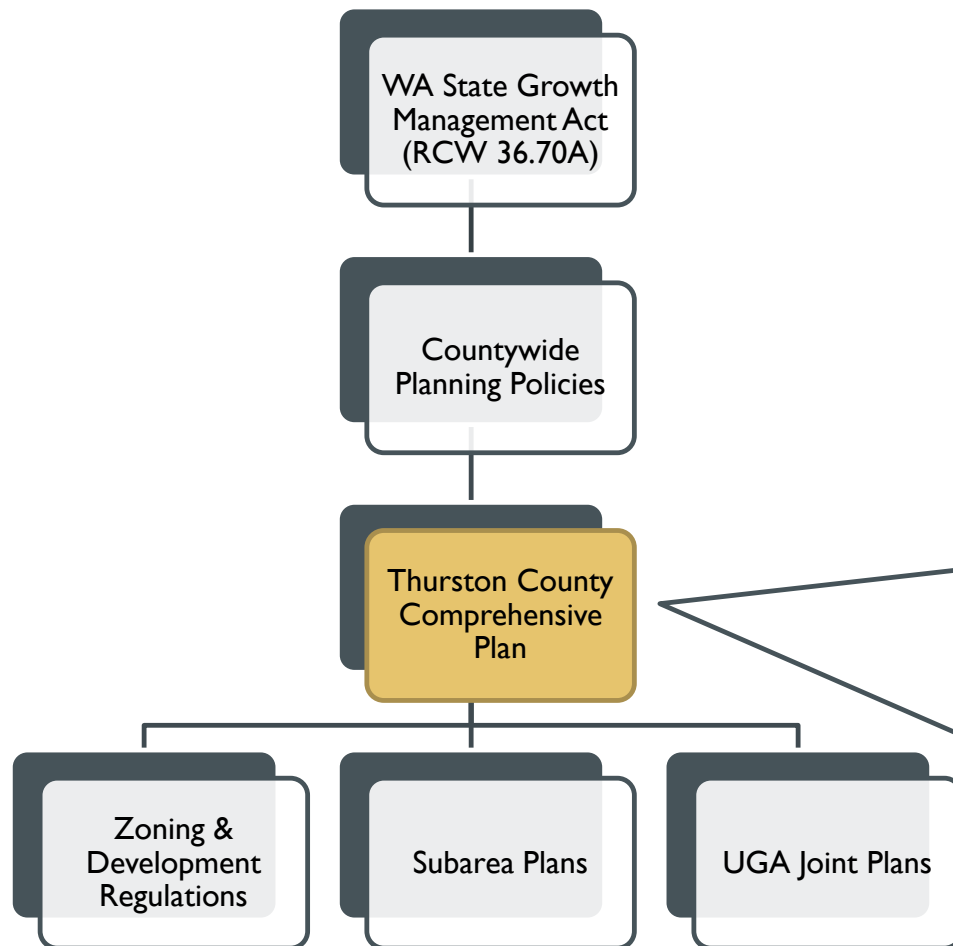 WA State Growth
Management Act
(RCW 36.70A)
Countywide
Planning Policies
Thurston County
Comprehensive
Plan
Zoning &
Development
Regulations
Subarea Plans
UGA Joint Plans